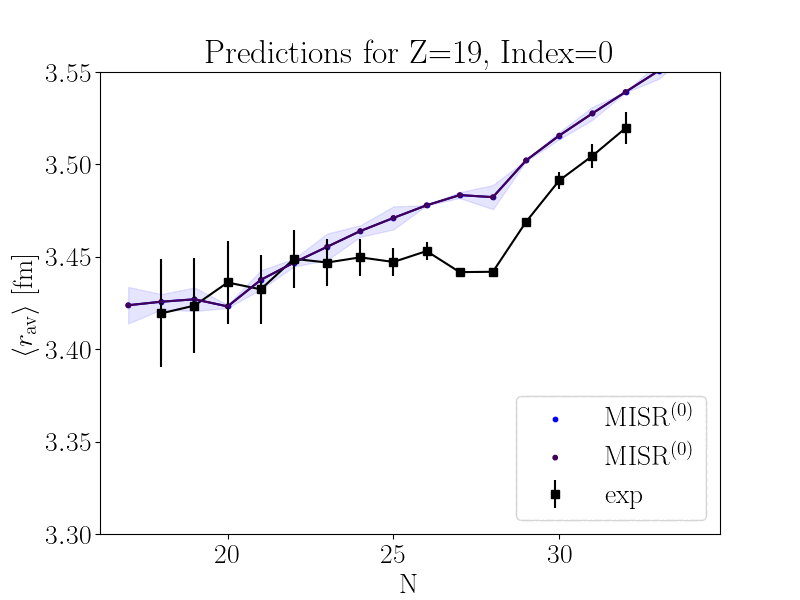 Predictions for Z=19, Index=0
3.55
3.50
3.45
3.40
3.35
3.30
⟨r_av⟩ [fm]
20
25
30
N
MISR^(0)
MISR^(0)
exp